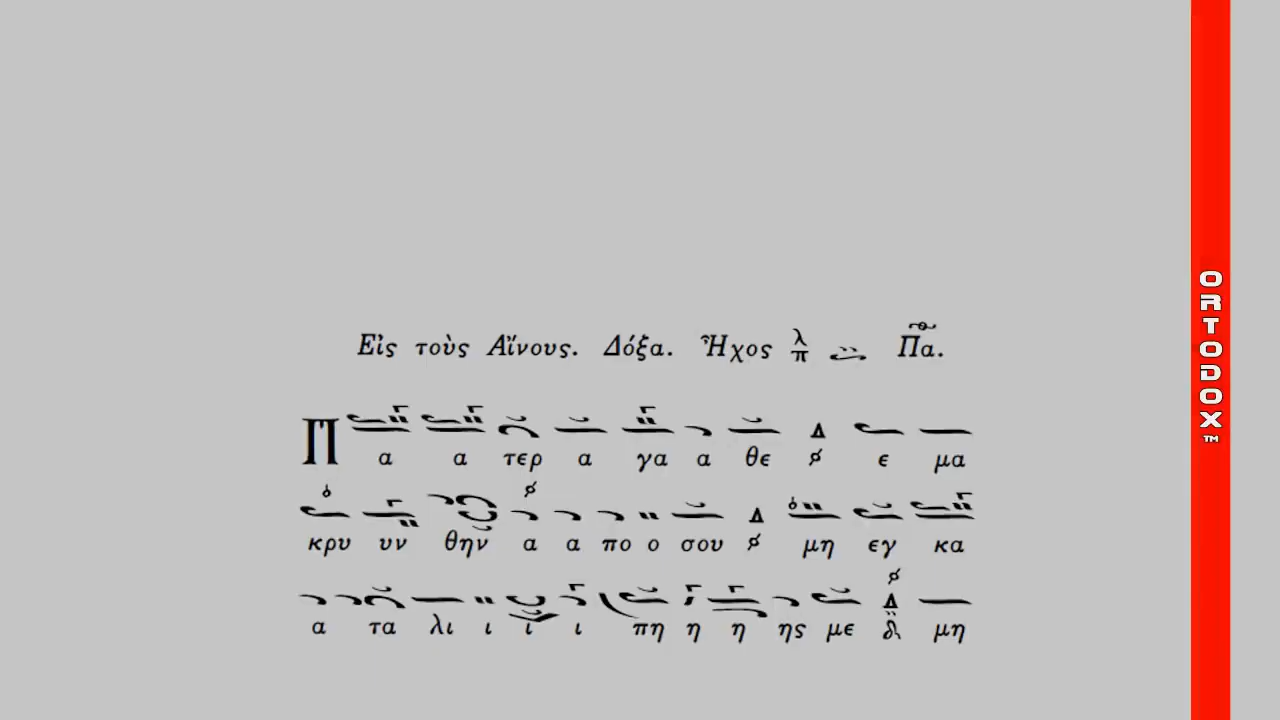 Εἰς τοὺς Αἴνους. Δόξα. Ἦχος λ π Πα.
Π α α τερ α γα α θε ε μα
κρυ υν θην α α πο ο σου μη εγ κα
α τα λι ι ι ι πη η η ης με μη
ORTODOX™